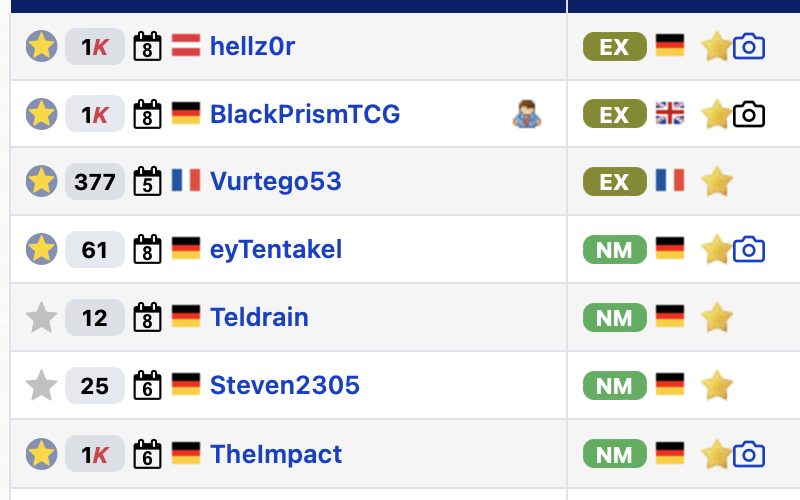 1K 8 hellz0r EX
1K 8 BlackPrismTCG EX
377 5 Vurtego53 EX
61 8 eyTentakel NM
12 8 Teldrain NM
25 6 Steven2305 NM
1K 6 TheImpact NM